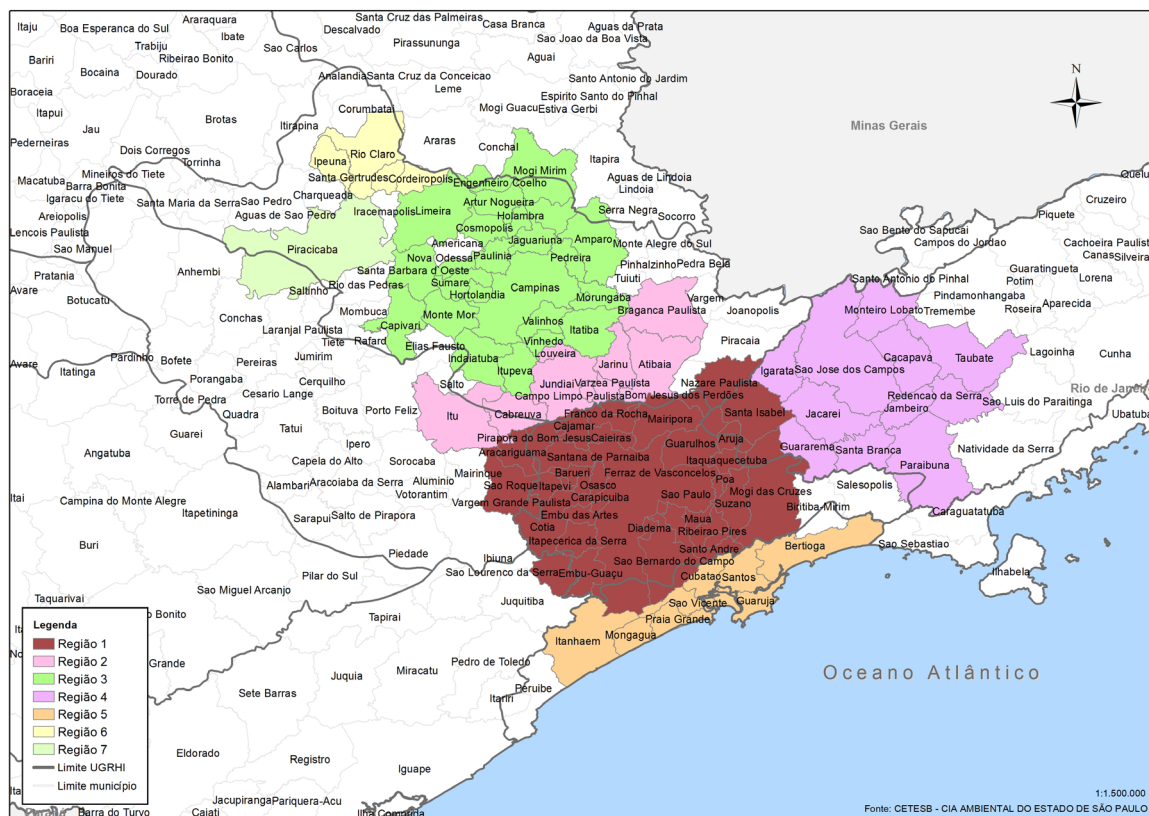 Araraquara
Santa Cruz das Palmeiras
Casa Branca
Itaju
Boa Esperanca do Sul
Descalvado
Aguas da Prata
Trabiju
Ibate
Sao Carlos
Pirassununga
Sao Joao da Boa Vista
Bariri
Ribeirao Bonito
Aguai
Bocaina
Dourado
Analandia
Santa Cruz da Conceicao
Santo Antonio do Jardim
Boraceia
Leme
Espirito Santo do Pinhal
Itapui
Corumbatai
Mogi Guacu
Estiva Gerbi
N
Brotas
Itirapina
Minas Gerais
Jau
Araras
Pederneiras
Dois Corregos
Conchal
Rio Claro
Itapira
Torrinha
Ipeuna
Mogi Mirim
Mineiros do Tiete
Santa Gertrudes
Cordeiropolis
Aguas de Lindoia
Quelu
Macatuba
Barra Bonita
Engenheiro Coelho
Lindoia
Igaracu do Tiete
Charqueada
Cruzeiro
Santa Maria da Serra
Sao Pedro
Artur Nogueira
Areiopolis
Aguas de Sao Pedro
Iracemapolis
Limeira
Holambra
Serra Negra
Socorro
Piquete
Lencois Paulista
Cosmopolis
Sao Bento do Sapucai
Sao Manuel
Piracicaba
Americana
Jaguariuna
Amparo
Monte Alegre do Sul
Campos do Jordao
Cachoeira Paulist
Nova Odessa
Paulinia
Pedreira
Pinhalzinho
Pedra Bela
Canas
Silveira
Pratania
Anhembi
Santa Barbara d'Oeste
Tuiuti
Santo Antonio do Pinhal
Guaratingueta
Lorena
Rio das Pedras
Sumare
Campinas
Potim
Avare
Saltinho
Hortolandia
Morungaba
Vargem
Pindamonhangaba
Botucatu
Mombuca
Monte Mor
Braganca Paulista
Joanopolis
Monteiro Lobato
Tremembe
Roseira
Aparecida
Conchas
Capivari
Valinhos
Itatiba
Laranjal Paulista
Tiete
Rafard
Vinhedo
Piracaia
Pardinho
Bofete
Elias Fausto
Louveira
Cacapava
Taubate
Lagoinha
Cunha
Avare
Pereiras
Jumirim
Indaiatuba
Jarinu
Atibaia
Igarata
Sao Jose dos Campos
Itatinga
Itupeva
Porangaba
Cerquilho
Salto
Jundiai
Varzea Paulista
Nazare Paulista
Rio de Janeiro
Cesario Lange
Campo Limpo Paulista
Bom Jesus dos Perdões
Redencao da Serra
Torre de Pedra
Boituva
Porto Feliz
Itu
Cabreuva
Franco da Rocha
Santa Isabel
Jacarei
Jambeiro
Sao Luis do Paraitinga
Quadra
Cajamar
Mairipora
Ubatuba
Guarei
Tatui
Pirapora do Bom Jesus
Caieiras
Guarulhos
Aruja
Guararema
Ipero
Aracariguama
Santana de Parnaiba
Santa Branca
Natividade da Serra
Angatuba
Capela do Alto
Sorocaba
Itaquaquecetuba
Paraibuna
Mairinque
Barueri
Ferraz de Vasconcelos
Itai
Alambari
Aracoiaba da Serra
Aluminio
Sao Roque
Itapevi
Osasco
Poa
Salesopolis
Campina do Monte Alegre
Votorantim
Vargem Grande Paulista
Carapicuiba
Sao Paulo
Mogi das Cruzes
Itapetininga
Suzano
Biritiba-Mirim
Caraguatatuba
Sarapui
Salto de Pirapora
Embu das Artes
Maua
Cotia
Diadema
Ribeirao Pires
Buri
Itapecerica da Serra
Santo Andre
Bertioga
Sao Sebastiao
Piedade
Ibiuna
Sao Bernardo do Campo
Sao Lourenco da Serra
Embu-Guaçu
Cubatao
Santos
Ilhabela
Pilar do Sul
Sao Miguel Arcanjo
Taquarivai
Juquitiba
Sao Vicente
Guaruja
Bonito
Tapirai
Praia Grande
Itanhaem
Mongagua
Grande
Juquia
Miracatu
Pedro de Toledo
Oceano Atlântico
Sete Barras
Peruibe
Itariri
Eldorado
Registro
Iguape
Jacupiranga
Pariquera-Acu
Barra do Turvo
Cajati
Ilha Comprida
Legenda
Região 1
Região 2
Região 3
Região 4
Região 5
Região 6
Região 7
Limite UGRHI
Limite município
1:1.500.000
Fonte: CETESB - CIA AMBIENTAL DO ESTADO DE SÃO PAULO